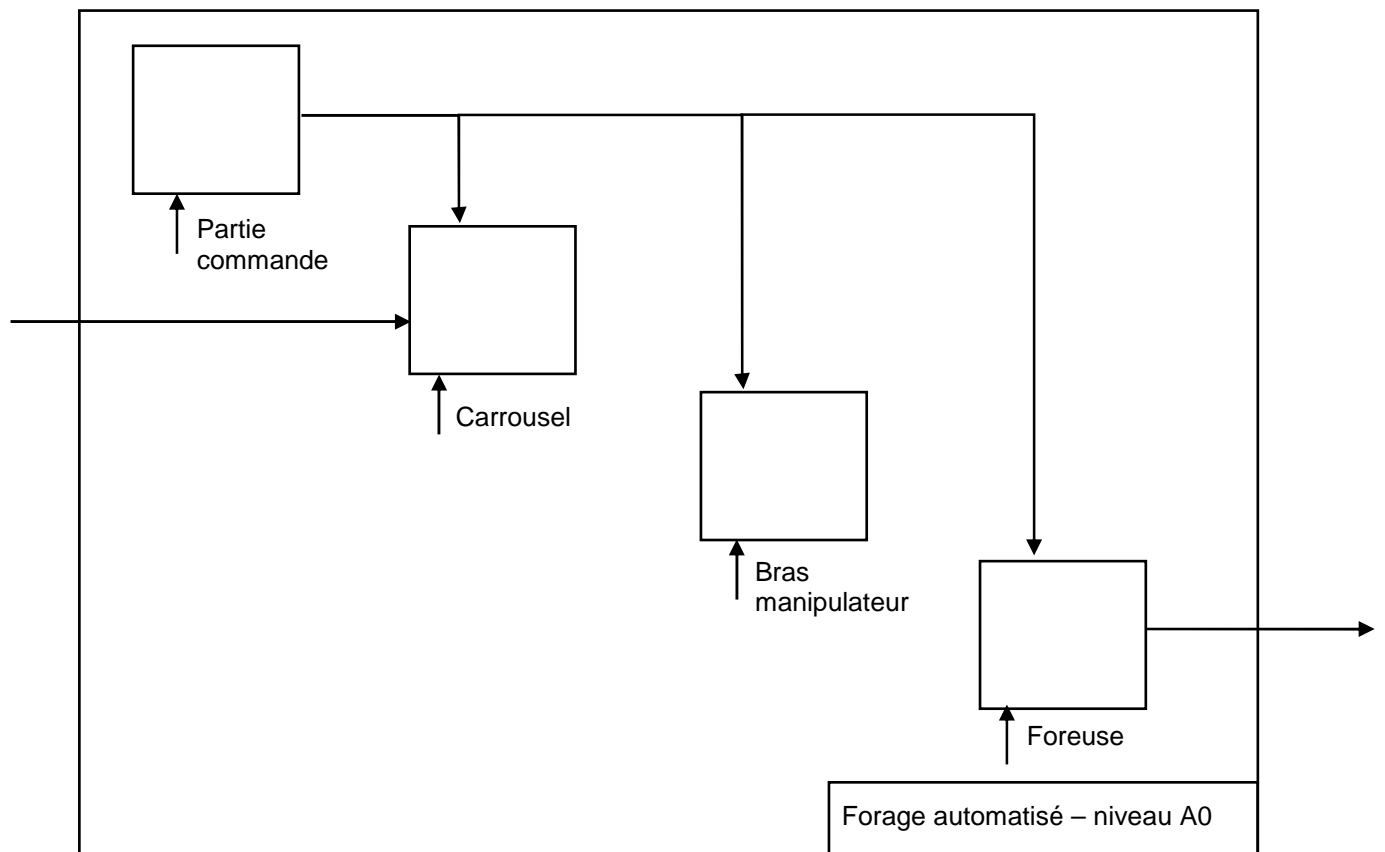 Partie
commande
Carrousel
Bras
manipulateur
Foreuse
Forage automatisé – niveau A0